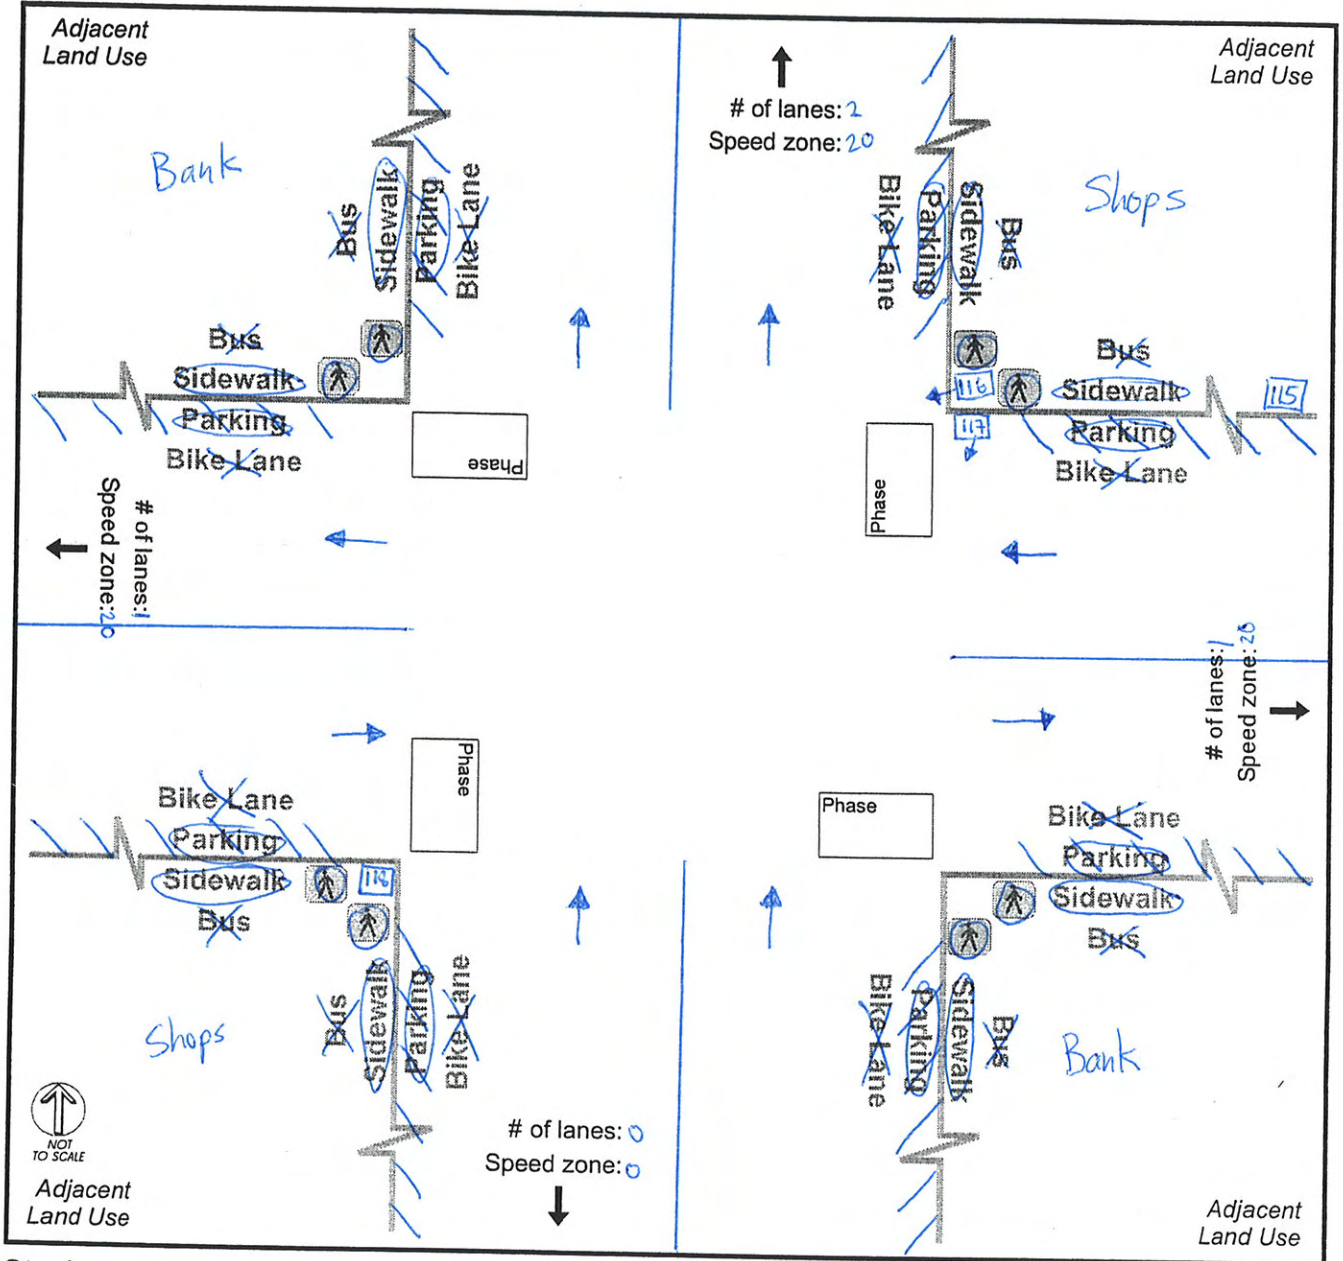 Adjacent
Land Use
Adjacent
Land Use
# of lanes: 2
Speed zone: 20
Bank
Shops
Bus
Sidewalk
Parking
Bike Lane
Bike Lane
Parking
Sidewalk
Bus
Bus
Sidewalk
Parking
Bike Lane
Bus
Sidewalk
Parking
Bike Lane
116
115
117
Phase
Phase
# of lanes: 1
Speed zone: 20
# of lanes: 1
Speed zone: 20
Phase
Phase
Bike Lane
Parking
Sidewalk
Bus
118
Bike Lane
Parking
Sidewalk
Bus
Bus
Sidewalk
Parking
Bike Lane
Bike Lane
Parking
Sidewalk
Bus
Shops
Bank
NOT
TO SCALE
# of lanes: 0
Speed zone: 0
Adjacent
Land Use
Adjacent
Land Use